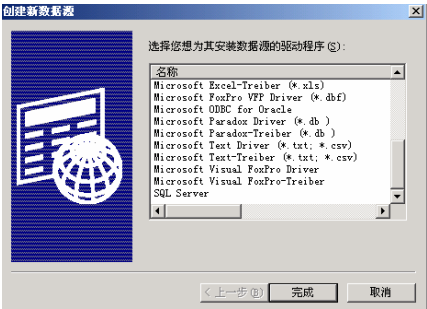 创建新数据源
选择您想为其安装数据源的驱动程序(S):
名称
Microsoft Excel-Treiber (*.xls)
Microsoft FoxPro VFP Driver (*.dbf)
Microsoft ODBC for Oracle
Microsoft Paradox Driver (*.db )
Microsoft Paradox-Treiber (*.db )
Microsoft Text Driver (*.txt; *.csv)
Microsoft Text-Treiber (*.txt; *.csv)
Microsoft Visual FoxPro Driver
Microsoft Visual FoxPro-Treiber
SQL Server
<上一步(B) 完成 取消